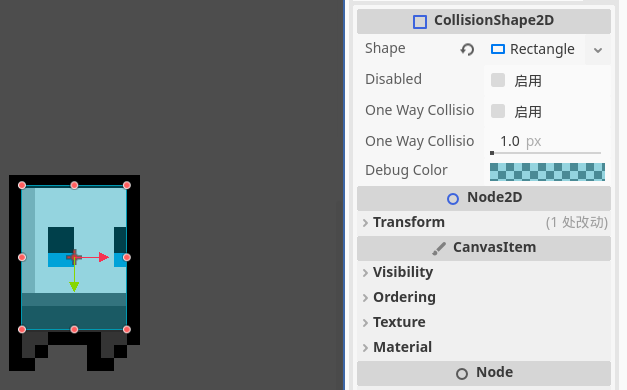 CollisionShape2D
Shape Rectangle
Disabled 启用
One Way Collisio 启用
One Way Collisio 1.0 px
Debug Color
Node2D
Transform (1 处改动)
CanvasItem
Visibility
Ordering
Texture
Material
Node